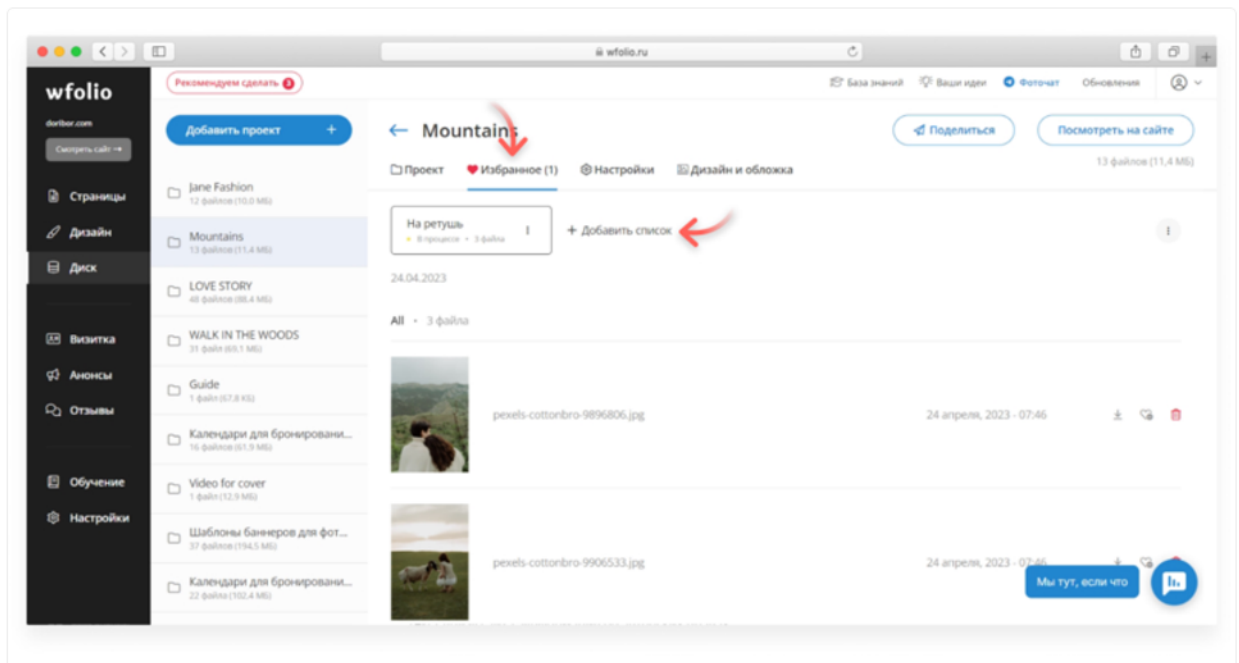 wfolio.ru
wfolio
doribor.com
Смотреть сайт →
Страницы
Дизайн
Диск
Визитка
Анонсы
Отзывы
Обучение
Настройки
Рекомендуем сделать 3
База знаний
Ваши идеи
Фоточат
Обновления
Добавить проект +
Jane Fashion
12 файлов (10,0 МБ)
Mountains
13 файлов (11.4 МБ)
LOVE STORY
48 файлов (88.4 МБ)
WALK IN THE WOODS
31 файл (69.1 МБ)
Guide
1 файл (67.8 КБ)
Календари для бронировани...
16 файлов (61,9 МБ)
Video for cover
1 файл (12,9 МБ)
Шаблоны баннеров для фот...
37 файлов (194,5 МБ)
Календари для бронировани...
22 файла (102.4 МБ)
← Mountains
Поделиться
Посмотреть на сайте
Проект
Избранное (1)
Настройки
Дизайн и обложка
13 файлов (11,4 МБ)
На ретушь
В процессе • 3 файла
+ Добавить список
24.04.2023
All • 3 файла
pexels-cottonbro-9896806.jpg
24 апреля, 2023 - 07:46
pexels-cottonbro-9906533.jpg
24 апреля, 2023 - 07:46
Мы тут, если что